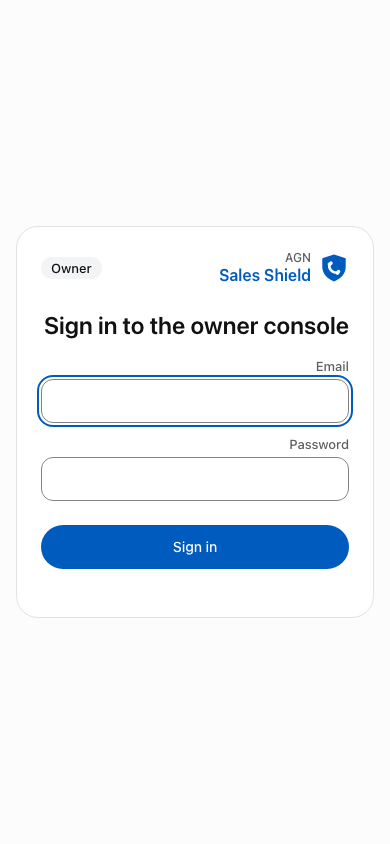 Owner
AGN
Sales Shield
Sign in to the owner console
Email
Password
Sign in